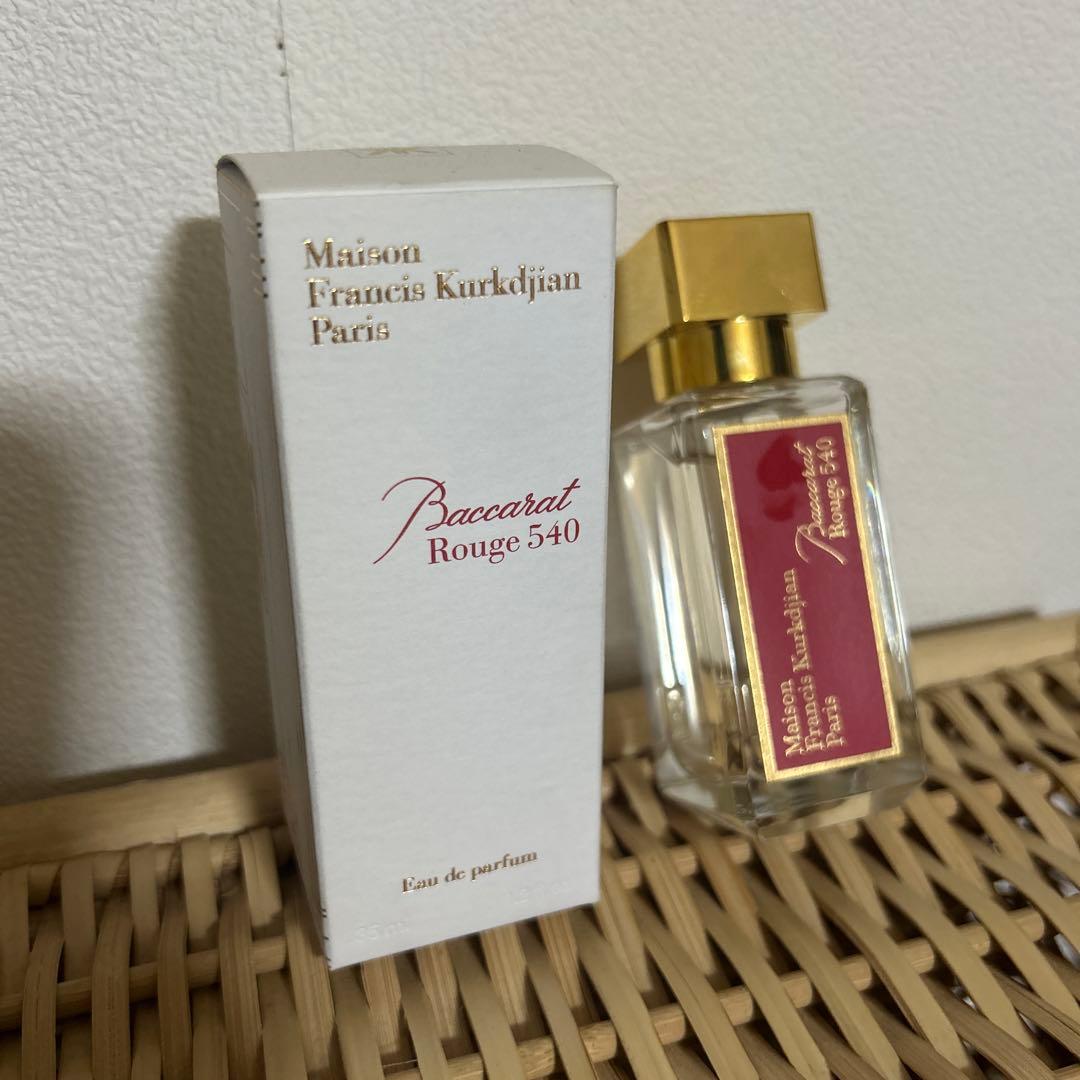 Maison
Francis Kurkdjian
Paris
Baccarat
Rouge 540
Eau de parfum
Maison
Francis Kurkdjian
Paris
Baccarat
Rouge 540